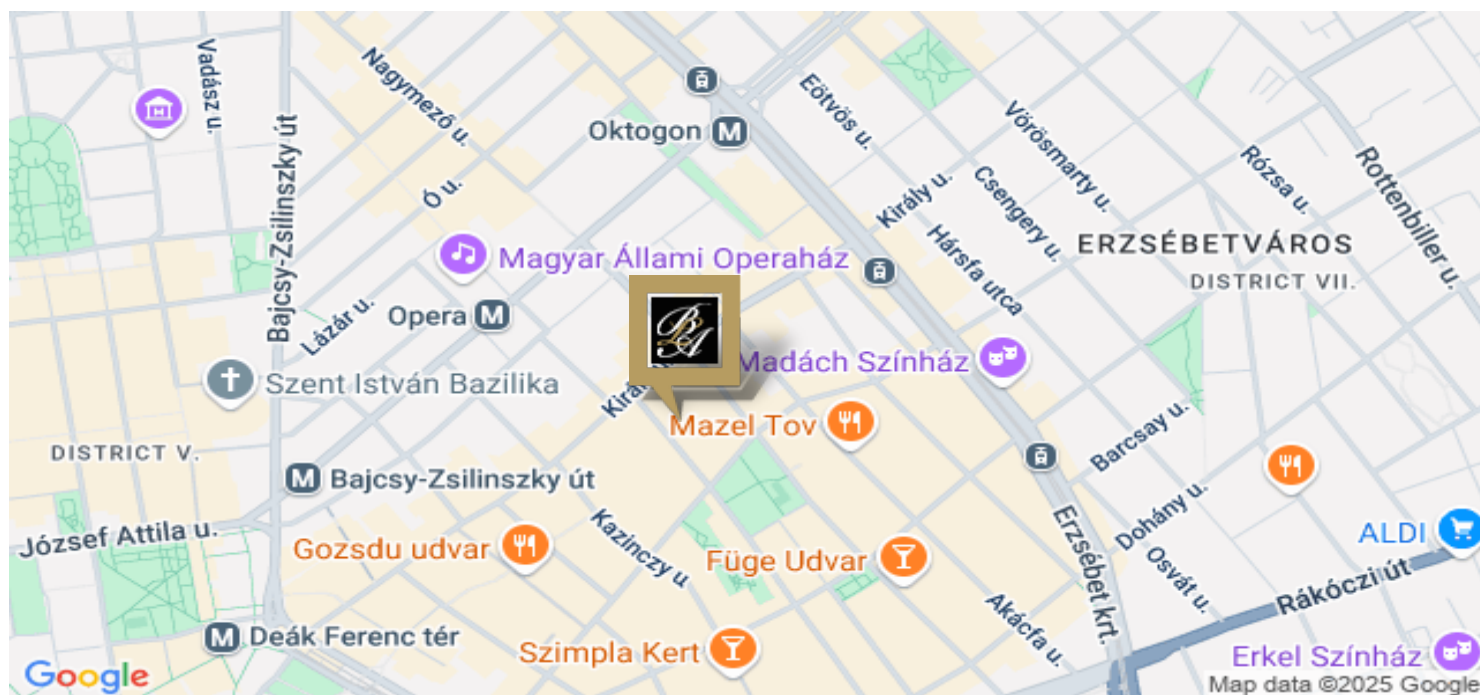 Vadász u.
Nagymező u.
Bajcsy-Zsilinszky út
Oktogon
M
Eötvös u.
Vörösmarty u.
Rózsa u.
Rottenbiller u.
Ó u.
Király u.
Csengery u.
Hársfa utca
ERZSÉBETVÁROS
DISTRICT VII.
Magyar Állami Operaház
Lázár u.
Opera
M
Szent István Bazilika
Madách Színház
Mazel Tov
Barcsay u.
DISTRICT V.
M
Bajcsy-Zsilinszky út
József Attila u.
Gozsdu udvar
Kazinczy u
Füge Udvar
Erzsébet krt.
Dohány u.
Osvát u.
ALDI
Rákóczi út
M
Deák Ferenc tér
Szimpla Kert
Akácfa u.
Erkel Színház
Google
Map data ©2025 Google